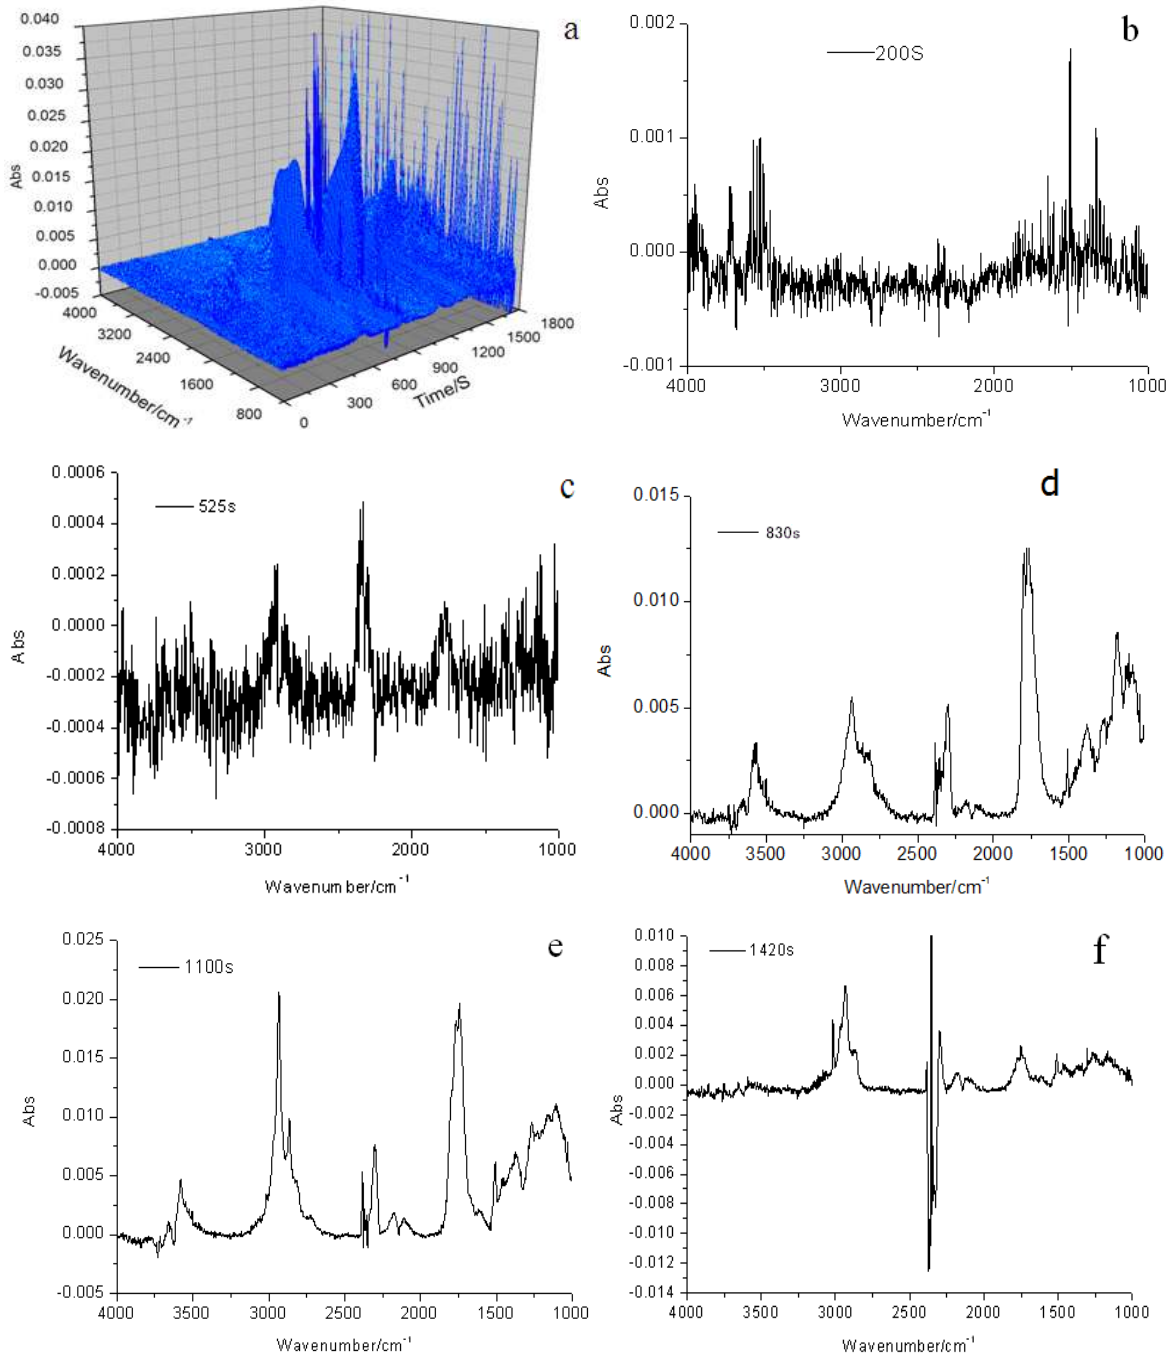 a
0.040
0.035
0.030
0.025
0.020
0.015
0.010
0.005
0.000
-0.005
Abs
4000
3200
2400
1600
800
Wavenumber/cm⁻¹
0
300
600
900
1200
1500
1800
Time/S
b
200S
0.002
0.001
0.000
-0.001
Abs
4000 3000 2000 1000
Wavenumber/cm⁻¹
c
525s
0.0006
0.0004
0.0002
0.0000
-0.0002
-0.0004
-0.0006
-0.0008
Abs
4000 3000 2000 1000
Wavenumber/cm⁻¹
d
830s
0.015
0.010
0.005
0.000
Abs
4000 3500 3000 2500 2000 1500 1000
Wavenumber/cm⁻¹
e
1100s
0.025
0.020
0.015
0.010
0.005
0.000
-0.005
Abs
4000 3500 3000 2500 2000 1500 1000
Wavenumber/cm⁻¹
f
1420s
0.010
0.008
0.006
0.004
0.002
0.000
-0.002
-0.004
-0.006
-0.008
-0.010
-0.012
-0.014
Abs
4000 3500 3000 2500 2000 1500 1000
Wavenumber/cm⁻¹